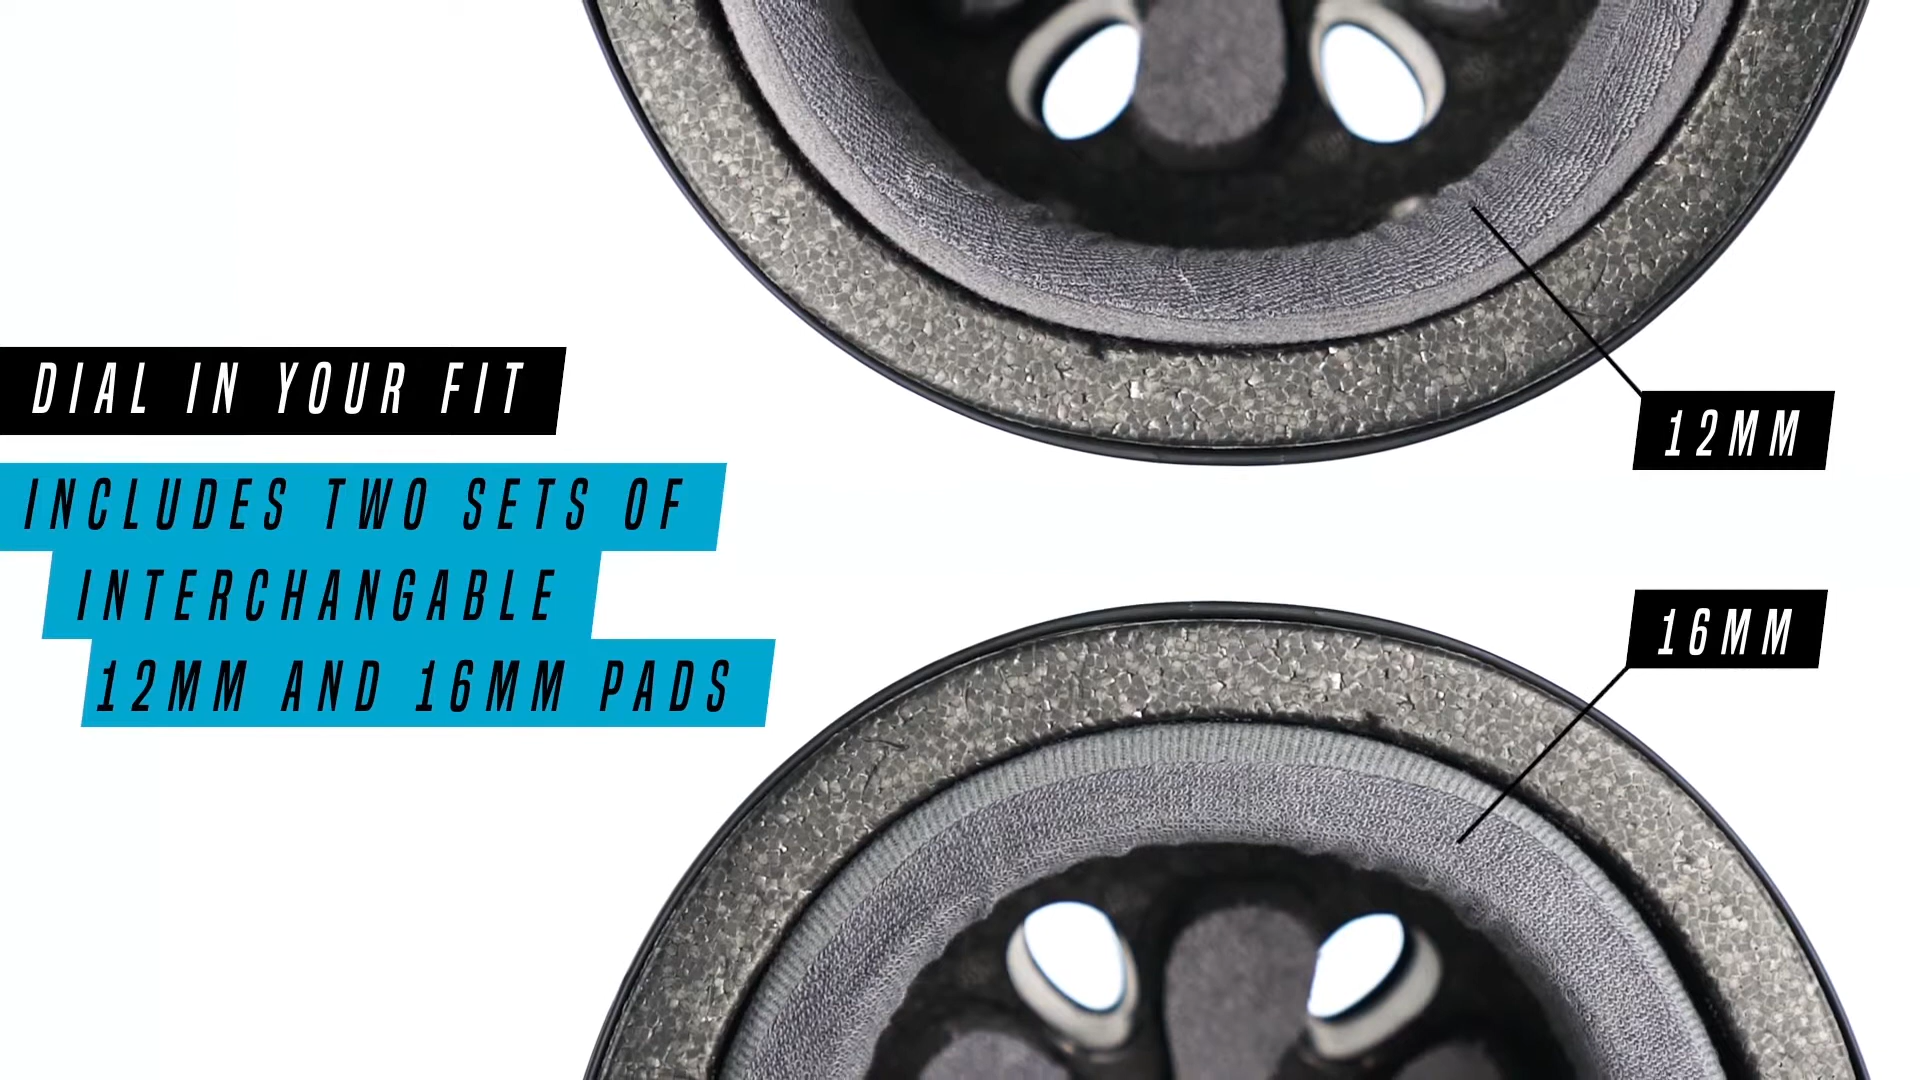 DIAL IN YOUR FIT
INCLUDES TWO SETS OF
INTERCHANGABLE
12MM AND 16MM PADS
12MM
16MM